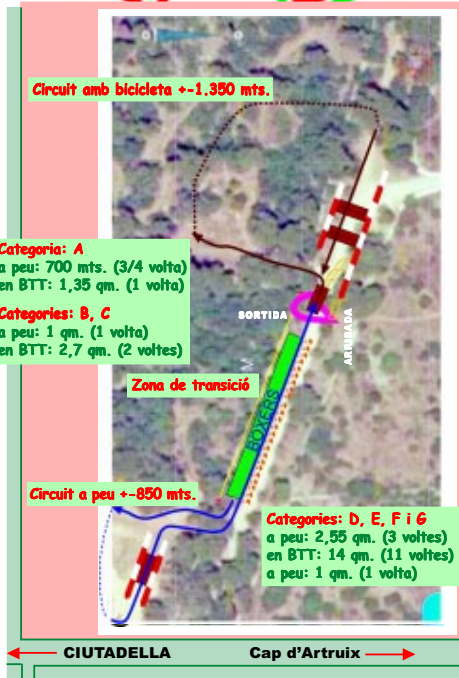 Circuit amb bicicleta +-1.350 mts.
Categoria: A
a peu: 700 mts. (3/4 volta)
en BTT: 1,35 qm. (1 volta)
Categories: B, C
a peu: 1 qm. (1 volta)
en BTT: 2,7 qm. (2 voltes)
SORTIDA
ARRIBADA
Zona de transició
BOXERS
Circuit a peu +-850 mts.
Categories: D, E, F i G
a peu: 2,55 qm. (3 voltes)
en BTT: 14 qm. (11 voltes)
a peu: 1 qm. (1 volta)
CIUTADELLA
Cap d'Artruix